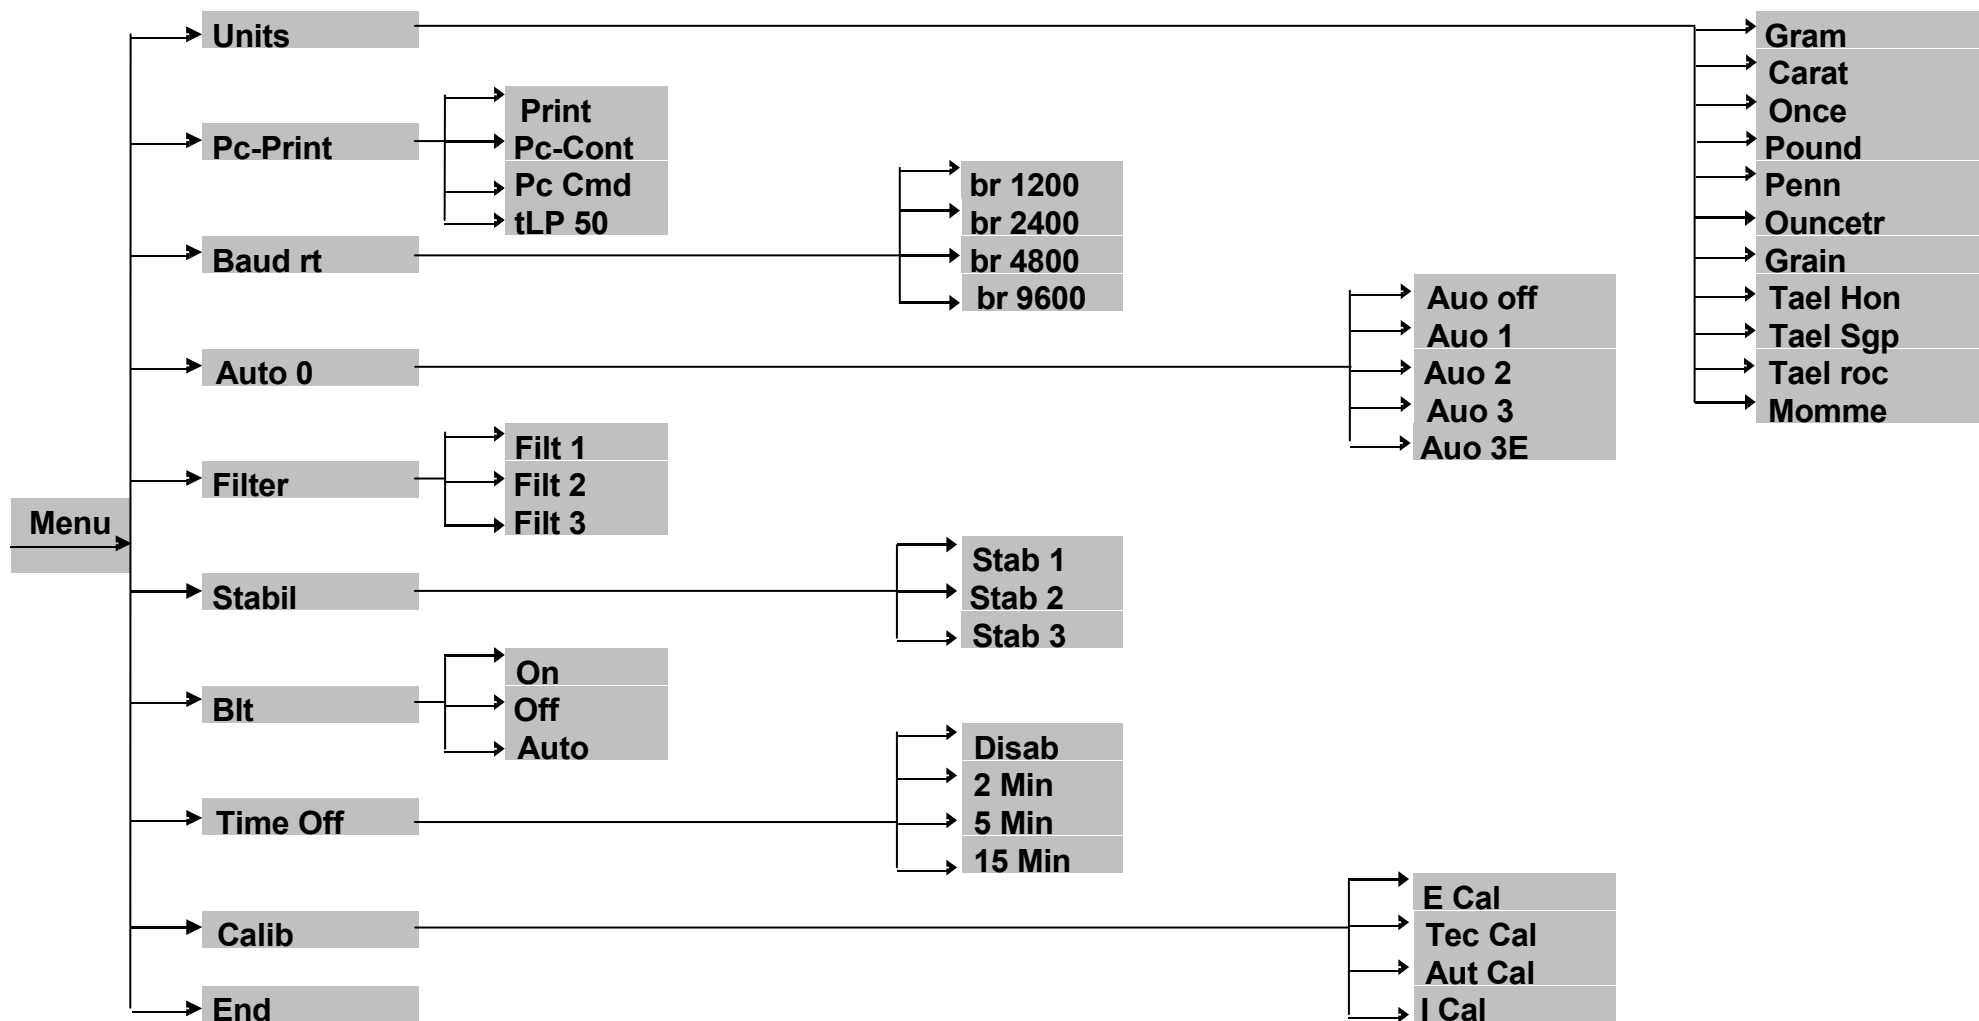 Menu
Units
Gram
Carat
Once
Pound
Penn
Ouncetr
Grain
Tael Hon
Tael Sgp
Tael roc
Momme
Pc-Print
Print
Pc-Cont
Pc Cmd
tLP 50
Baud rt
br 1200
br 2400
br 4800
br 9600
Auto 0
Auo off
Auo 1
Auo 2
Auo 3
Auo 3E
Filter
Filt 1
Filt 2
Filt 3
Stabil
Stab 1
Stab 2
Stab 3
Blt
On
Off
Auto
Time Off
Disab
2 Min
5 Min
15 Min
Calib
E Cal
Tec Cal
Aut Cal
I Cal
End